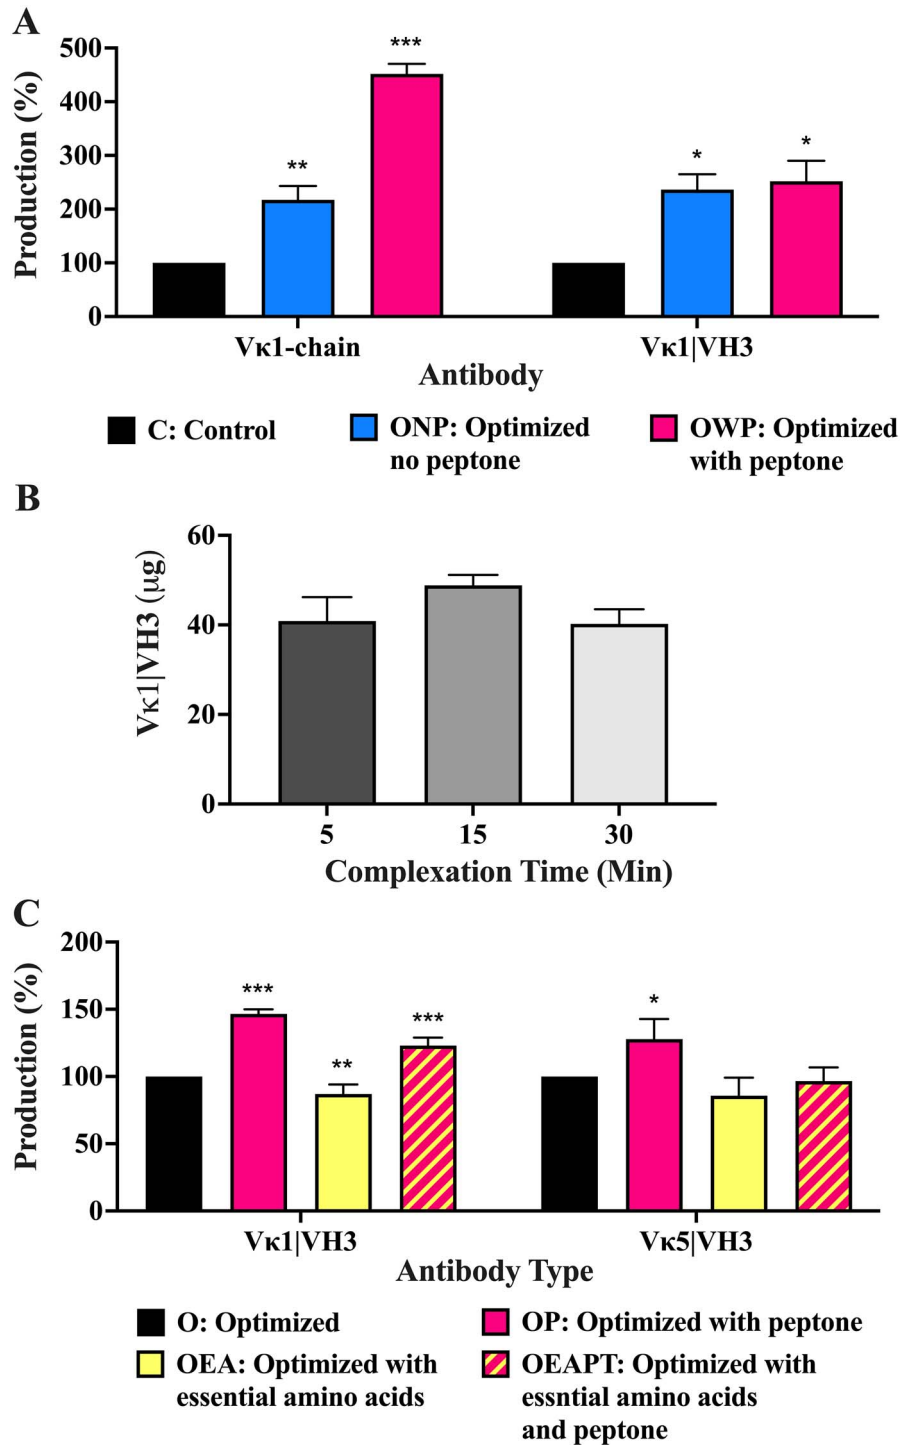 A
Production (%)
500
400
300
200
100
0
**
***
*
*
Vκ1-chain
Vκ1|VH3
Antibody
C: Control
ONP: Optimized
no peptone
OWP: Optimized
with peptone
B
Vκ1|VH3 (μg)
60
40
20
0
5
15
30
Complexation Time (Min)
C
Production (%)
200
150
100
50
0
***
**
***
*
Vκ1|VH3
Vκ5|VH3
Antibody Type
O: Optimized
OP: Optimized with peptone
OEA: Optimized with
essential amino acids
OEAPT: Optimized with
essntial amino acids
and peptone